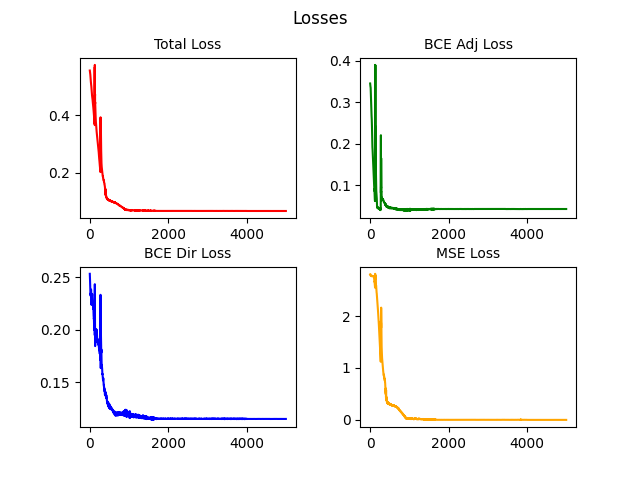 Losses
Total Loss
BCE Adj Loss
0.4
0.2
0 2000 4000
0.4
0.3
0.2
0.1
0 2000 4000
BCE Dir Loss
MSE Loss
0.25
0.20
0.15
0 2000 4000
2
1
0
0 2000 4000